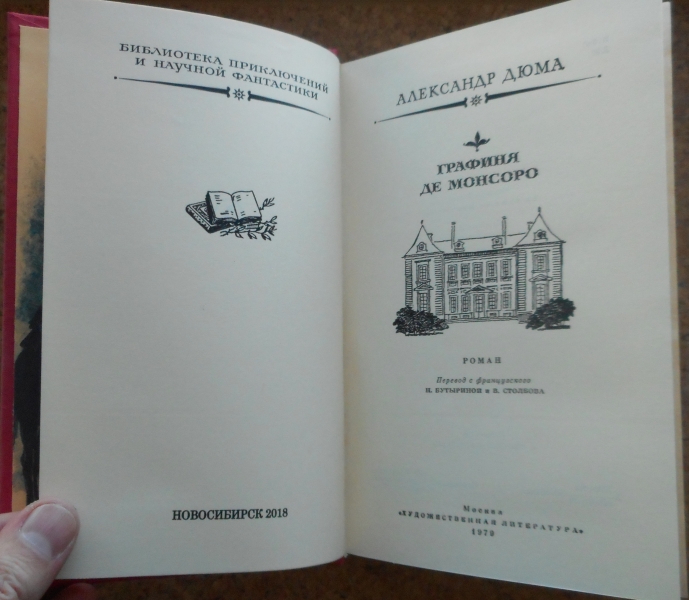 БИБЛИОТЕКА ПРИКЛЮЧЕНИЙ
И НАУЧНОЙ ФАНТАСТИКИ
НОВОСИБИРСК 2018
АЛЕКСАНДР ДЮМА
ГРАФИНЯ
ДЕ МОНСОРО
РОМАН
Перевод с французского
Н. БУТЫРИНОЙ и В. СТОЛБОВА
Москва
«ХУДОЖЕСТВЕННАЯ ЛИТЕРАТУРА»
1979